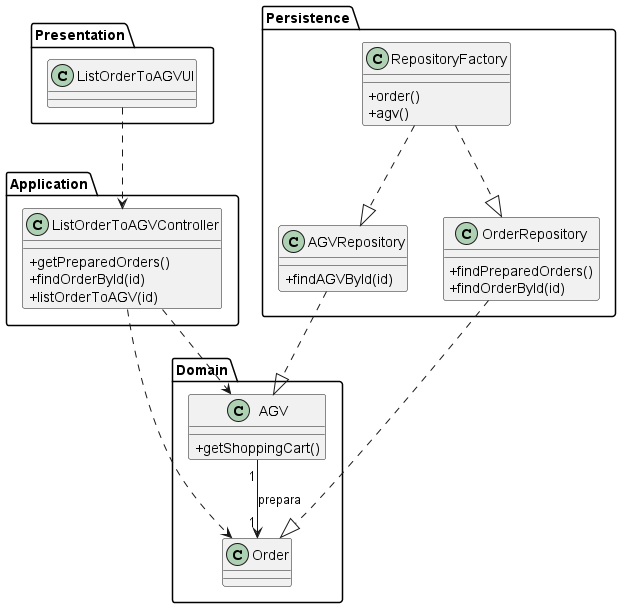 Presentation
C ListOrderToAGVUI
Application
C ListOrderToAGVController
+getPreparedOrders()
+findOrderById(id)
+listOrderToAGV(id)
Persistence
C RepositoryFactory
+order()
+agv()
C AGVRepository
+findAGVById(id)
C OrderRepository
+findPreparedOrders()
+findOrderById(id)
Domain
C AGV
+getShoppingCart()
1
prepara
1
C Order